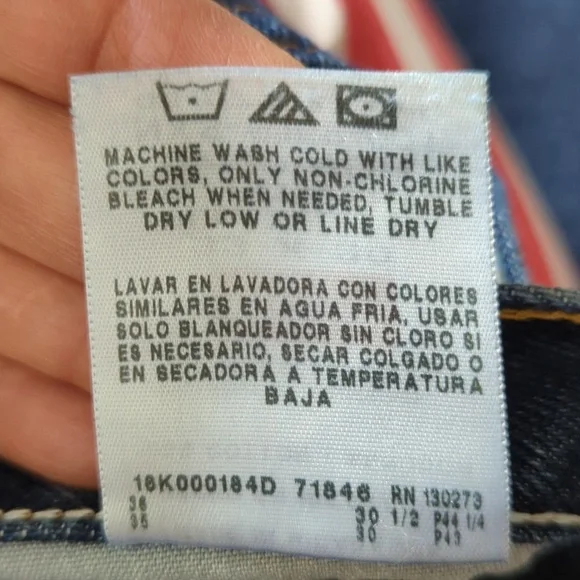 MACHINE WASH COLD WITH LIKE
COLORS, ONLY NON-CHLORINE
BLEACH WHEN NEEDED, TUMBLE
DRY LOW OR LINE DRY
LAVAR EN LAVADORA CON COLORES
SIMILARES EN AGUA FRIA, USAR
SOLO BLANQUEADOR SIN CLORO SI
ES NECESARIO, SECAR COLGADO O
EN SECADORA A TEMPERATURA
BAJA
16K000184D 71846 RN 130273
36 30 1/2 P44 1/4
35 30 P43